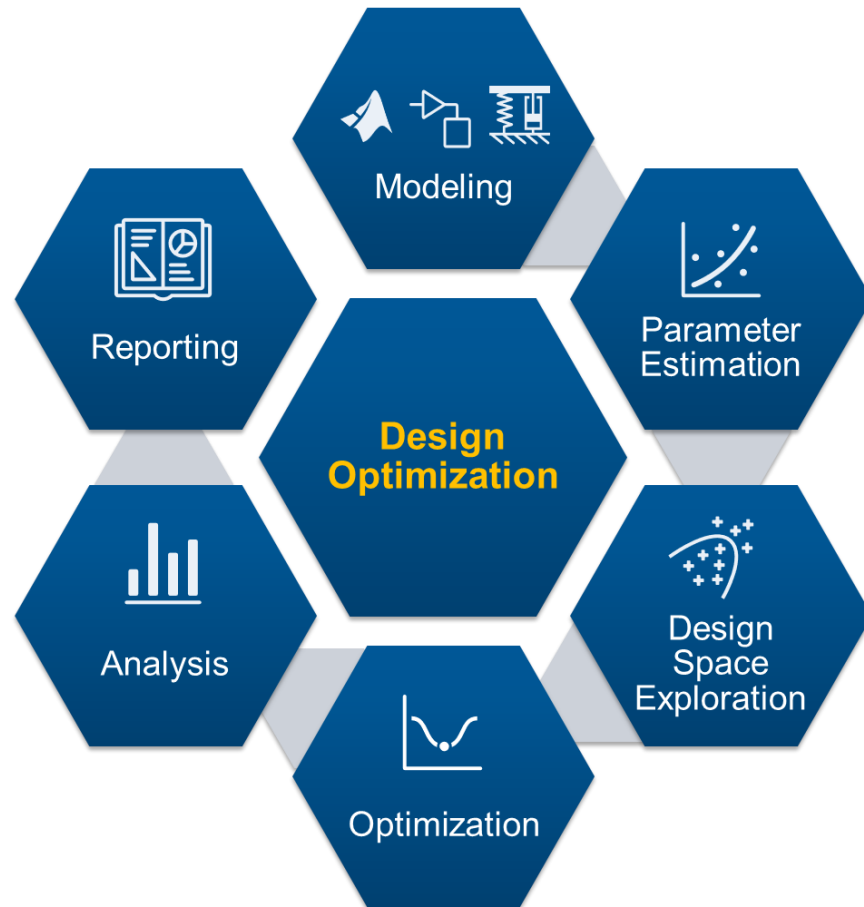 Modeling
Parameter
Estimation
Design
Space
Exploration
Optimization
Analysis
Reporting
Design
Optimization